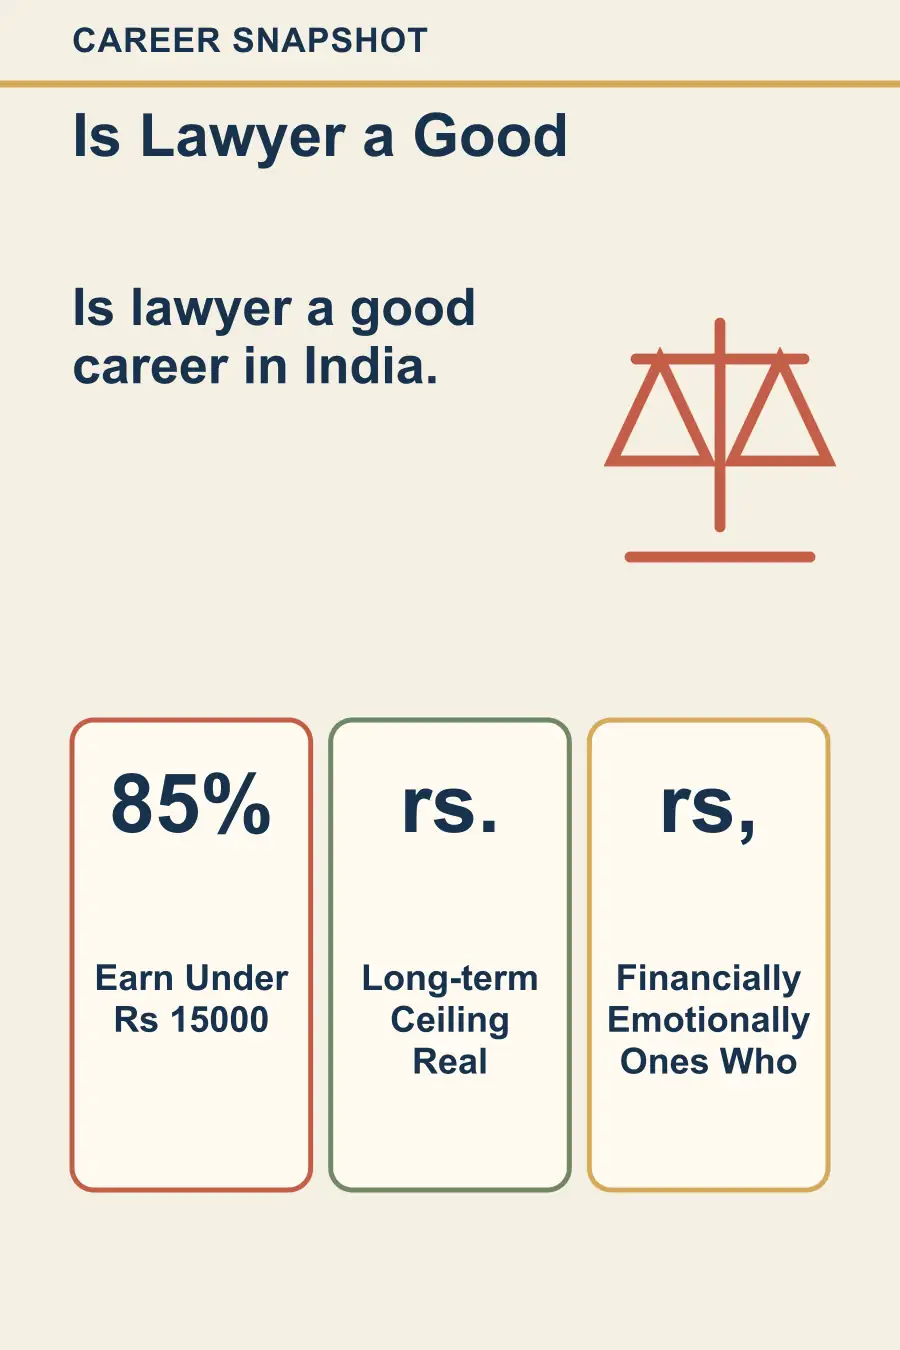 CAREER SNAPSHOT
Is Lawyer a Good
Is lawyer a good
career in India.
85%
Earn Under
Rs 15000
rs.
Long-term
Ceiling
Real
rs,
Financially
Emotionally
Ones Who